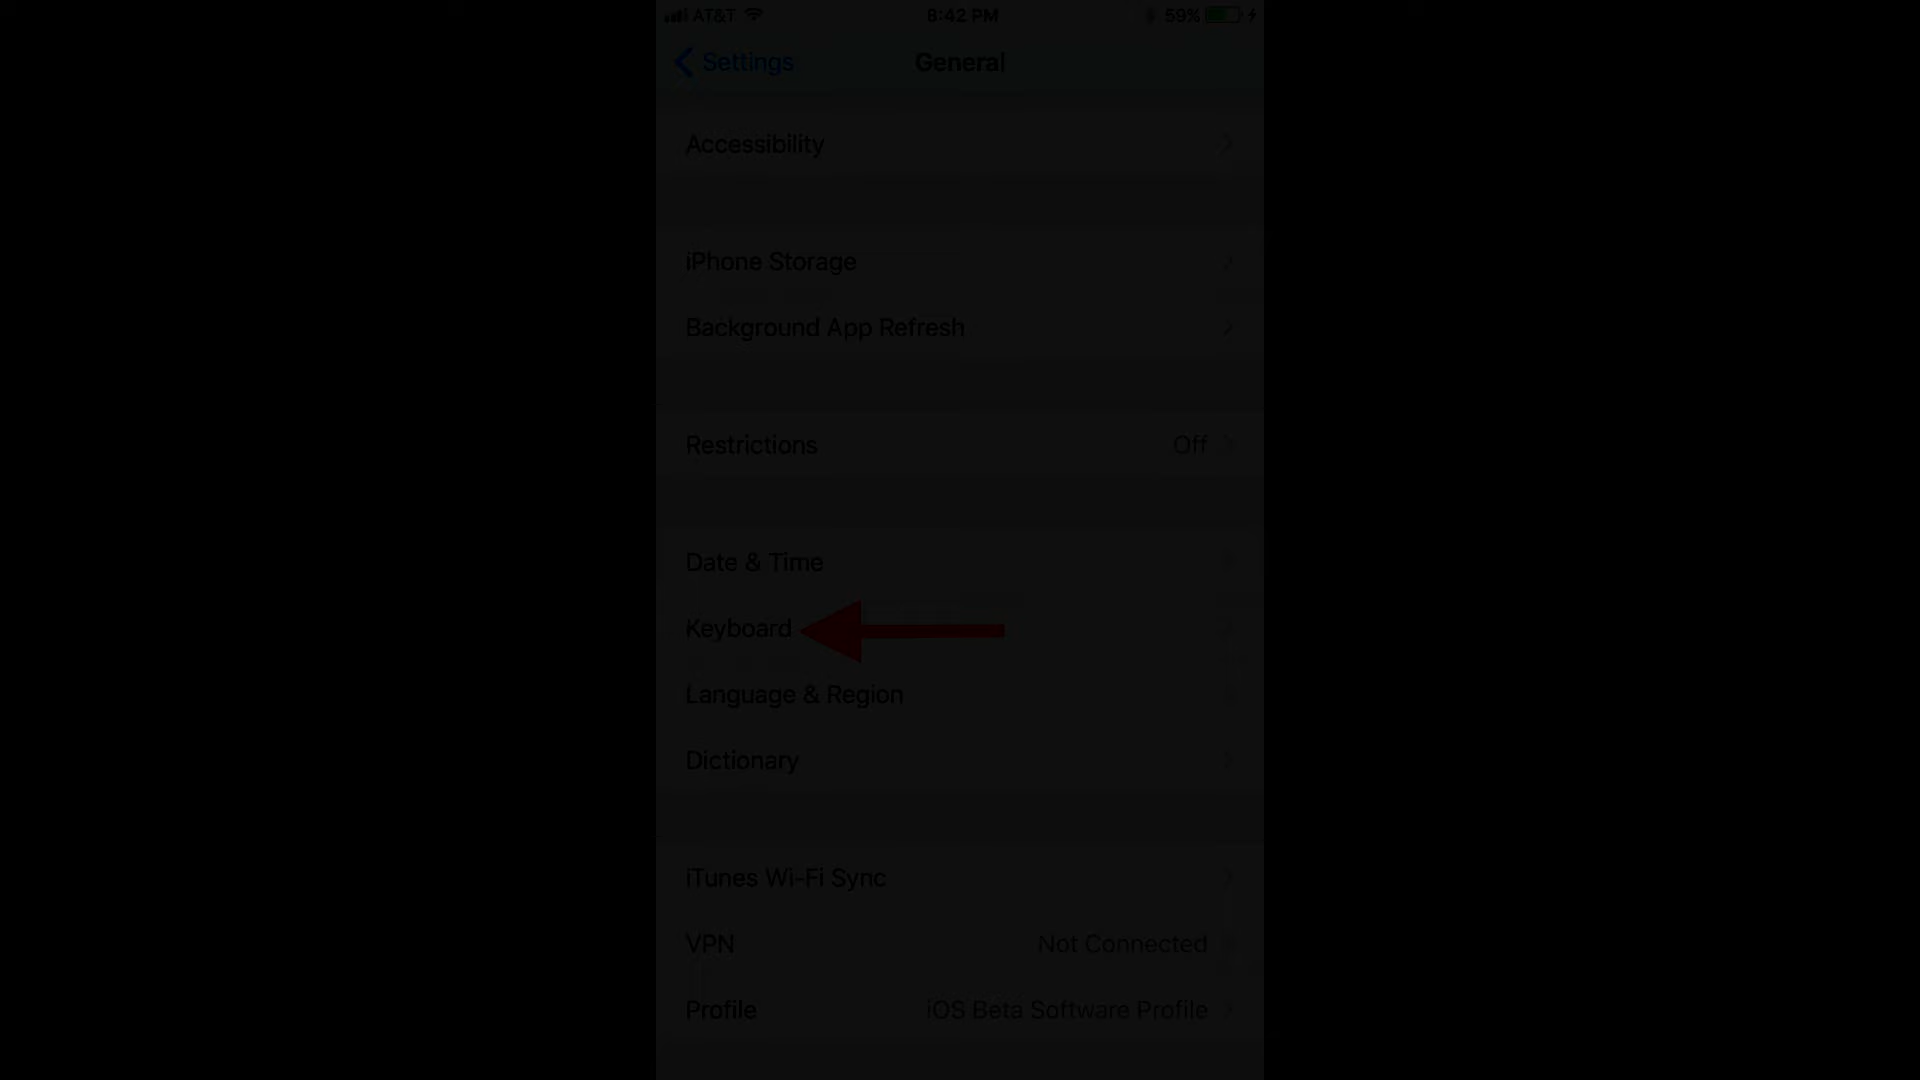 AT&T 8:42 PM 59%
Settings General
Accessibility
iPhone Storage
Background App Refresh
Restrictions Off
Date & Time
Keyboard
Language & Region
Dictionary
iTunes Wi-Fi Sync
VPN Not Connected
Profile iOS Beta Software Profile